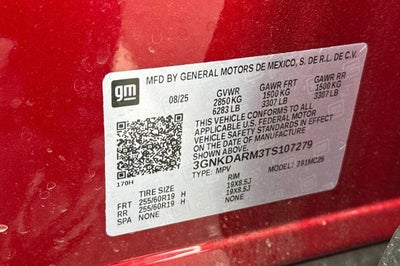 gm
MFD BY GENERAL MOTORS DE MEXICO, S. DE R.L. DE C.V.
08/25 GVWR GAWR FRT GAWR RR
2850 KG 1500 KG 1500 KG
6283 LB 3307 LB 3307 LB
THIS VEHICLE CONFORMS TO ALL
APPLICABLE U.S. FEDERAL MOTOR
VEHICLE SAFETY STANDARDS IN EFFECT
ON THE DATE OF MANUFACTURE
3GNKDARM3TS107279
TYPE: MPV MODEL: 391MC26
170H
TIRE SIZE RIM
FRT 255/60R19 H 19X8.5J
RR 255/60R19 H 19X8.5J
SPA NONE NONE